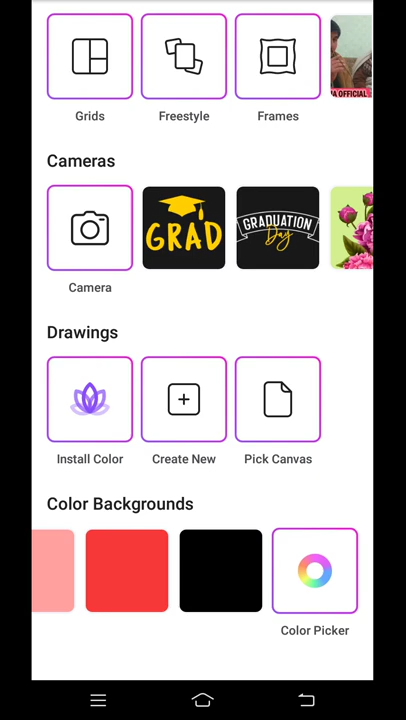 IA OFFICIAL
Grids
Freestyle
Frames
Cameras
GRAD
GRADUATION
Day
Camera
Drawings
Install Color
Create New
Pick Canvas
Color Backgrounds
Color Picker